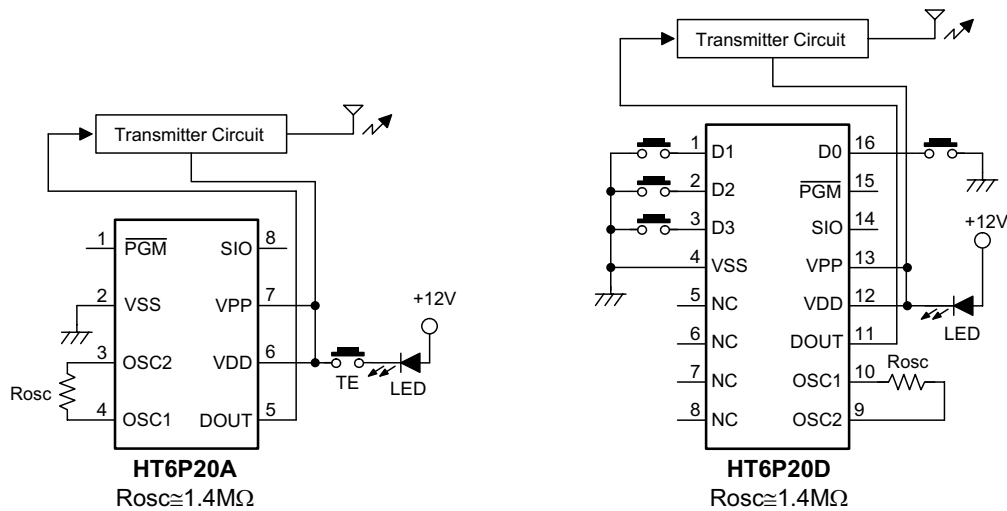 Transmitter Circuit
1 PGM
SIO 8
2 VSS
VPP 7
+12V
3 OSC2
VDD 6
TE
LED
Rosc
4 OSC1
DOUT 5
HT6P20A
Rosc≅1.4MΩ
Transmitter Circuit
1 D1
D0 16
2 D2
PGM 15
3 D3
SIO 14
+12V
4 VSS
VPP 13
5 NC
VDD 12
LED
6 NC
DOUT 11
Rosc
7 NC
OSC1 10
8 NC
OSC2 9
HT6P20D
Rosc≅1.4MΩ